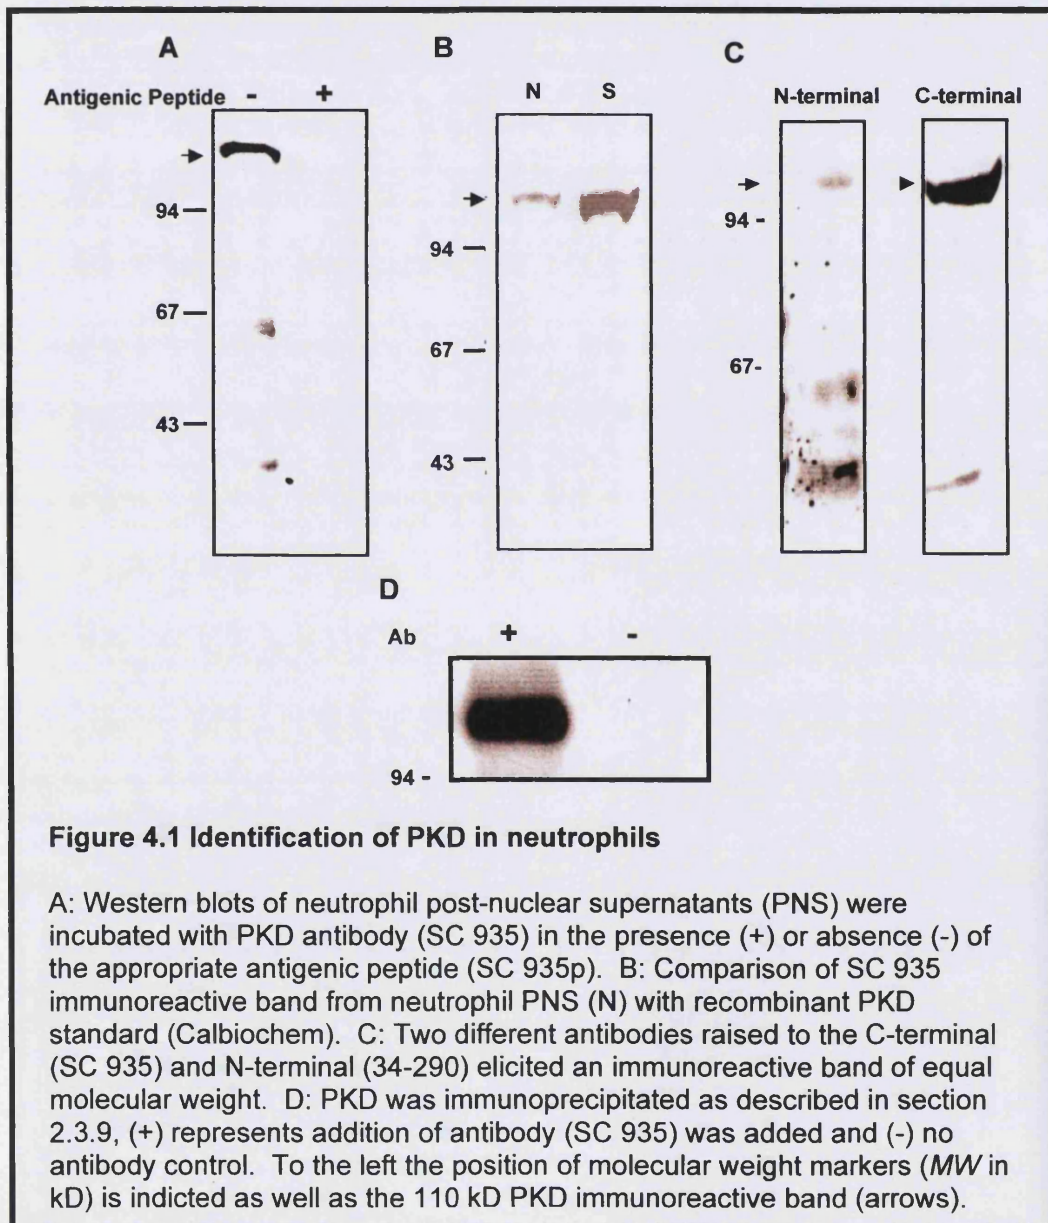 A
B
C
Antigenic Peptide - +
N S
N-terminal C-terminal
94
67
43
94
67
43
94 -
67-
D
Ab + -
94 -
Figure 4.1 Identification of PKD in neutrophils
A: Western blots of neutrophil post-nuclear supernatants (PNS) were
incubated with PKD antibody (SC 935) in the presence (+) or absence (-) of
the appropriate antigenic peptide (SC 935p). B: Comparison of SC 935
immunoreactive band from neutrophil PNS (N) with recombinant PKD
standard (Calbiochem). C: Two different antibodies raised to the C-terminal
(SC 935) and N-terminal (34-290) elicited an immunoreactive band of equal
molecular weight. D: PKD was immunoprecipitated as described in section
2.3.9, (+) represents addition of antibody (SC 935) was added and (-) no
antibody control. To the left the position of molecular weight markers (MW in
kD) is indicted as well as the 110 kD PKD immunoreactive band (arrows).